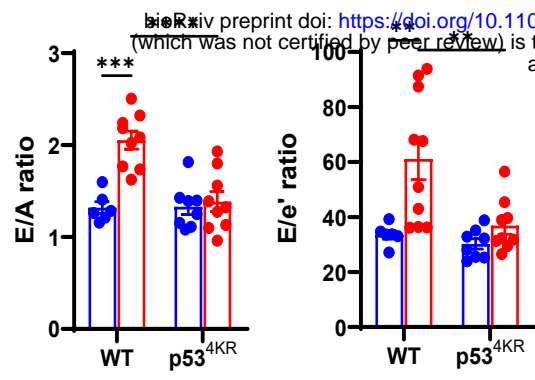 bioRxiv preprint doi: https://doi.org/10.110
(which was not certified by peer review) is t
a
****
***
E/A ratio
3
2
1
0
WT p53 4KR
**
**
E/e' ratio
100
80
60
40
20
0
WT p53 4KR